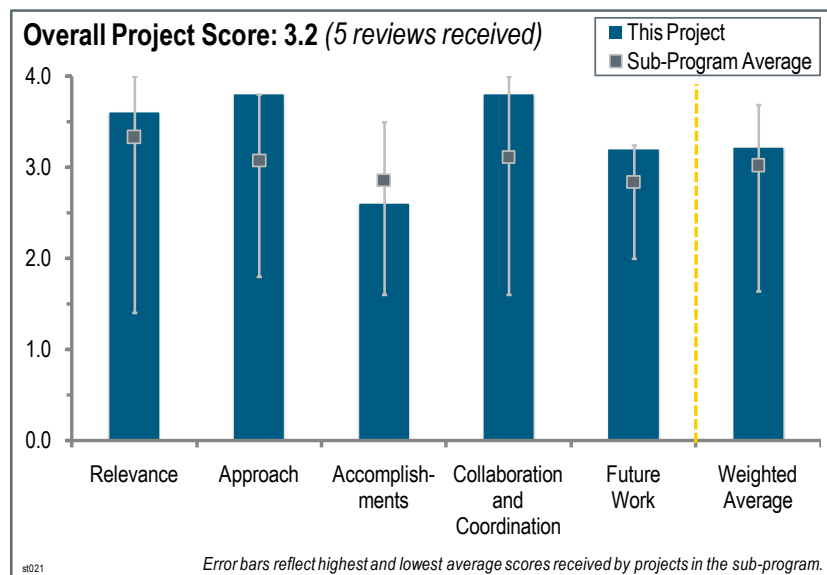 Overall Project Score: 3.2 (5 reviews received)
This Project
Sub-Program Average
4.0
3.0
2.0
1.0
0.0
Relevance
Approach
Accomplish-
ments
Collaboration
and
Coordination
Future
Work
Weighted
Average
st021
Error bars reflect highest and lowest average scores received by projects in the sub-program.